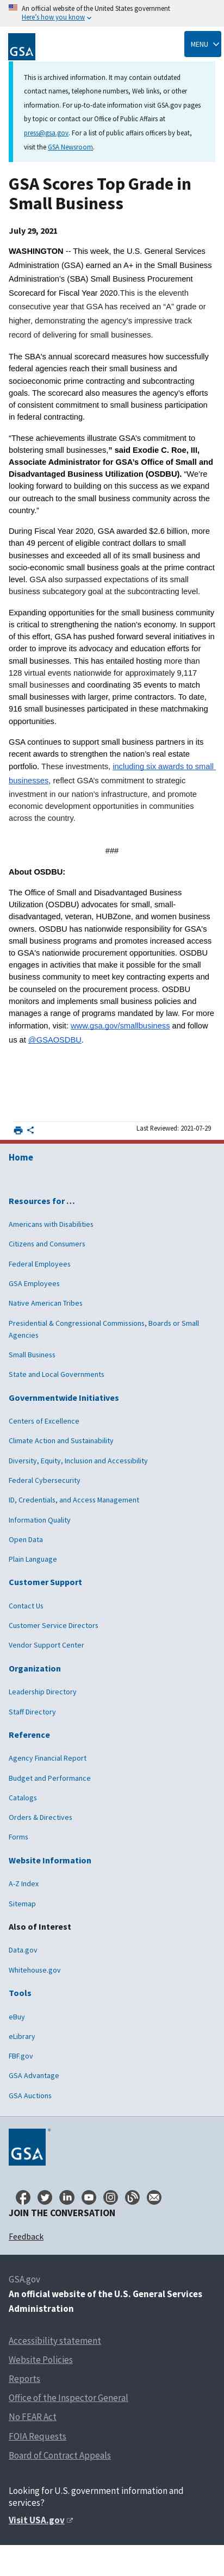 An official website of the United States government
Here's how you know
GSA
MENU
This is archived information. It may contain outdated
contact names, telephone numbers, Web links, or other
information. For up-to-date information visit GSA.gov pages
by topic or contact our Office of Public Affairs at
press@gsa.gov. For a list of public affairs officers by beat,
visit the GSA Newsroom.
GSA Scores Top Grade in
Small Business
July 29, 2021
WASHINGTON -- This week, the U.S. General Services
Administration (GSA) earned an A+ in the Small Business
Administration's (SBA) Small Business Procurement
Scorecard for Fiscal Year 2020.This is the eleventh
consecutive year that GSA has received an “A” grade or
higher, demonstrating the agency's impressive track
record of delivering for small businesses.
The SBA's annual scorecard measures how successfully
federal agencies reach their small business and
socioeconomic prime contracting and subcontracting
goals. The scorecard also measures the agency's efforts
of consistent commitment to small business participation
in federal contracting.
“These achievements illustrate GSA's commitment to
bolstering small businesses,” said Exodie C. Roe, III,
Associate Administrator for GSA's Office of Small and
Disadvantaged Business Utilization (OSDBU). “We're
looking forward to building on this success as we expand
our outreach to the small business community across the
country.”
During Fiscal Year 2020, GSA awarded $2.6 billion, more
than 49 percent of eligible contract dollars to small
businesses and exceeded all of its small business and
socio-economic small business goals at the prime contract
level. GSA also surpassed expectations of its small
business subcategory goal at the subcontracting level.
Expanding opportunities for the small business community
is critical to strengthening the nation's economy. In support
of this effort, GSA has pushed forward several initiatives in
order to improve its advocacy and education efforts for
small businesses. This has entailed hosting more than
128 virtual events nationwide for approximately 9,117
small businesses and coordinating 35 events to match
small vendors with larger, prime contractors. To date, 16,
916 small businesses participated in these matchmaking
opportunities.
GSA continues to support small business partners in its
recent efforts to strengthen the nation's real estate
portfolio. These investments, including six awards to small
businesses, reflect GSA's commitment to strategic
investment in our nation's infrastructure, and promote
economic development opportunities in communities
across the country.
###
About OSDBU:
The Office of Small and Disadvantaged Business
Utilization (OSDBU) advocates for small, small-
disadvantaged, veteran, HUBZone, and women business
owners. OSDBU has nationwide responsibility for GSA's
small business programs and promotes increased access
to GSA's nationwide procurement opportunities. OSDBU
engages in activities that make it possible for the small
business community to meet key contracting experts and
be counseled on the procurement process. OSDBU
monitors and implements small business policies and
manages a range of programs mandated by law. For more
information, visit: www.gsa.gov/smallbusiness and follow
us at @GSAOSDBU.
Last Reviewed: 2021-07-29
Home
Resources for …
Americans with Disabilities
Citizens and Consumers
Federal Employees
GSA Employees
Native American Tribes
Presidential & Congressional Commissions, Boards or Small
Agencies
Small Business
State and Local Governments
Governmentwide Initiatives
Centers of Excellence
Climate Action and Sustainability
Diversity, Equity, Inclusion and Accessibility
Federal Cybersecurity
ID, Credentials, and Access Management
Information Quality
Open Data
Plain Language
Customer Support
Contact Us
Customer Service Directors
Vendor Support Center
Organization
Leadership Directory
Staff Directory
Reference
Agency Financial Report
Budget and Performance
Catalogs
Orders & Directives
Forms
Website Information
A-Z Index
Sitemap
Also of Interest
Data.gov
Whitehouse.gov
Tools
eBuy
eLibrary
FBF.gov
GSA Advantage
GSA Auctions
GSA
JOIN THE CONVERSATION
Feedback
GSA.gov
An official website of the U.S. General Services
Administration
Accessibility statement
Website Policies
Reports
Office of the Inspector General
No FEAR Act
FOIA Requests
Board of Contract Appeals
Looking for U.S. government information and
services?
Visit USA.gov